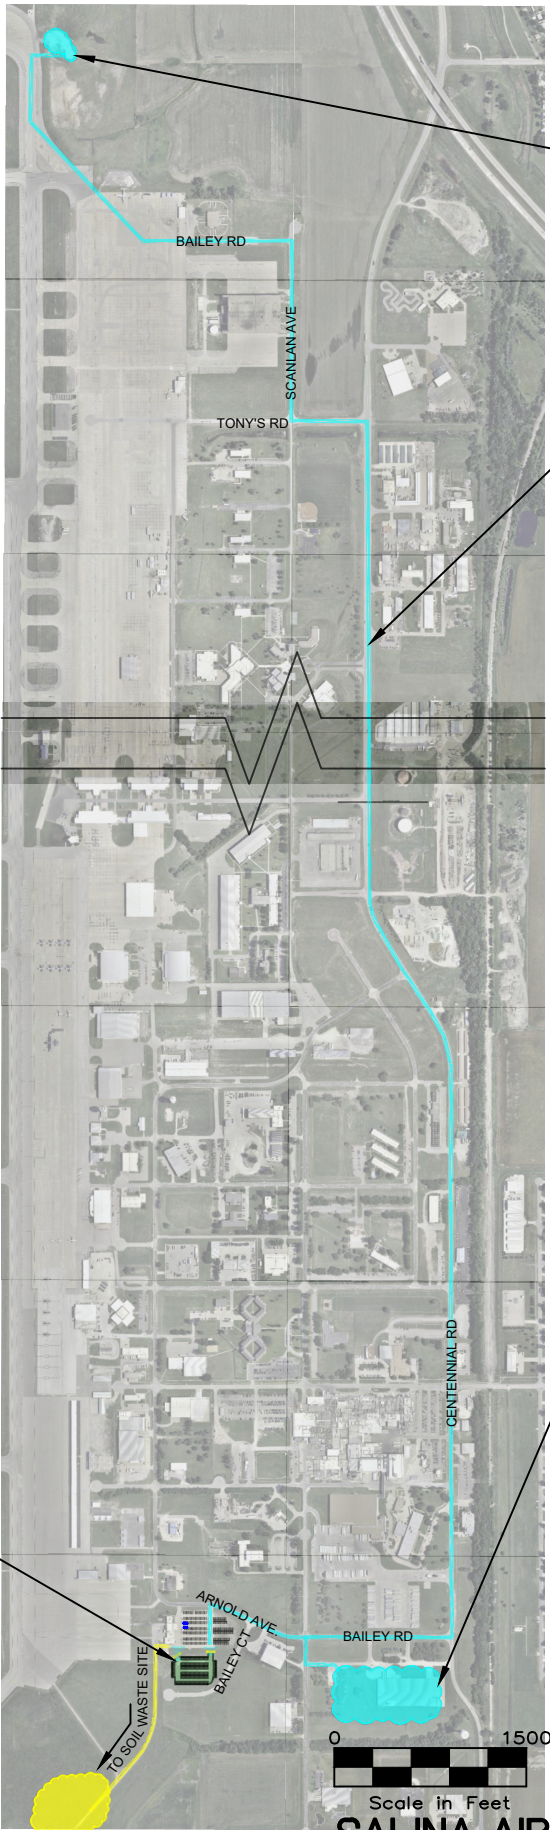 BAILEY RD
SCANLAN AVE
TONY'S RD
CENTENNIAL RD
ARNOLD AVE.
BAILEY RD
BAILEY CT
TO SOIL WASTE SITE
0 1500
Scale in Feet
SALINA AIR